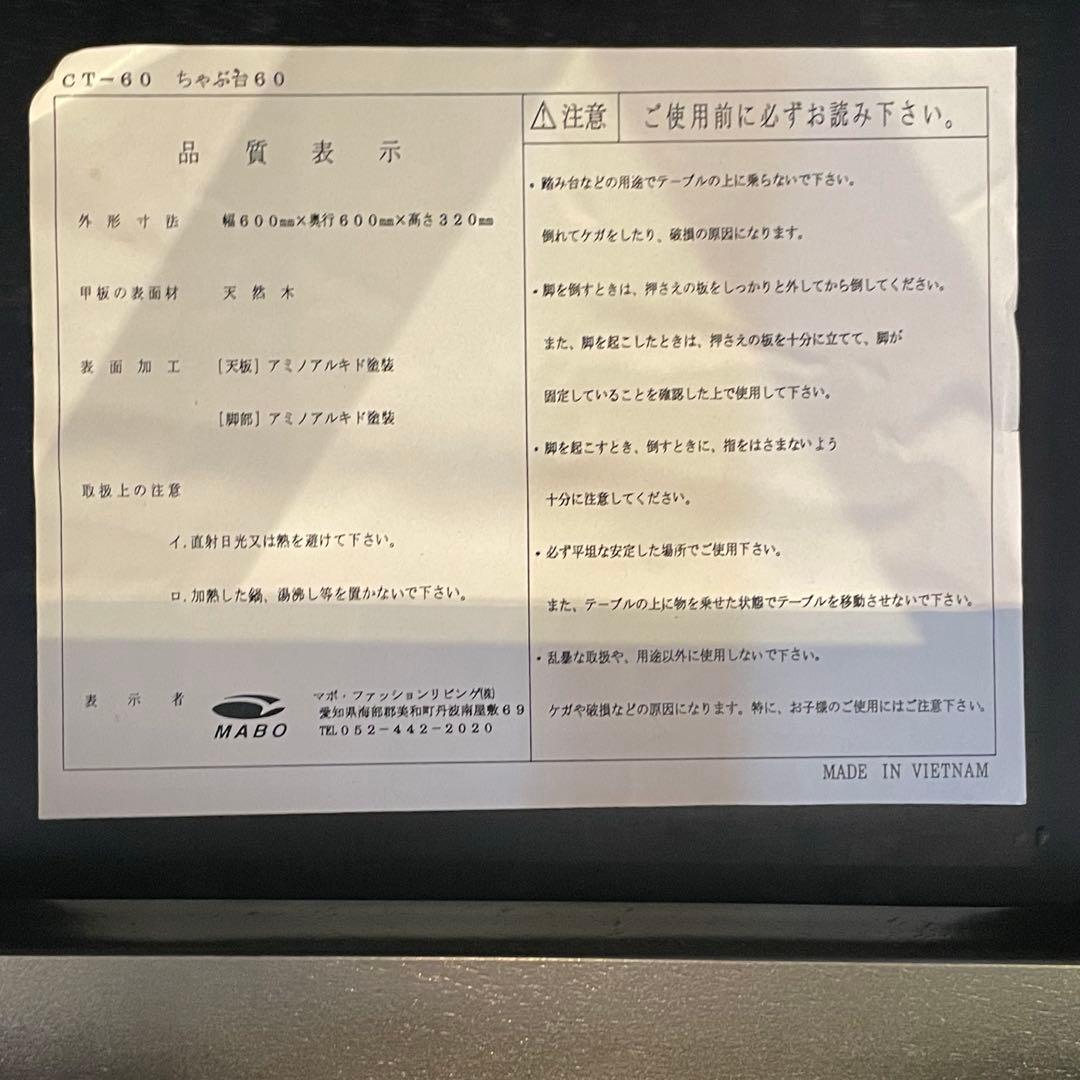 CT-60 ちゃぶ台60
品質表示
外形寸法 幅600㎜×奥行600㎜×高さ320㎜
甲板の表面材 天然木
表面加工 [天板] アミノアルキド塗装
[脚部] アミノアルキド塗装
取扱上の注意
イ.直射日光又は熱を避けて下さい。
ロ.加熱した鍋、湯沸し等を置かないで下さい。
表示者
MABO
マボ・ファッションリビング㈱
愛知県海部郡美和町丹波南屋敷69
TEL052-442-2020
⚠注意 ご使用前に必ずお読み下さい。
・踏み台などの用途でテーブルの上に乗らないで下さい。
倒れてケガをしたり、破損の原因になります。
・脚を倒すときは、押さえの板をしっかりと外してから倒してください。
また、脚を起こしたときは、押さえの板を十分に立てて、脚が
固定していることを確認した上で使用して下さい。
・脚を起こすとき、倒すときに、指をはさまないよう
十分に注意してください。
・必ず平坦な安定した場所でご使用下さい。
また、テーブルの上に物を乗せた状態でテーブルを移動させないで下さい。
・乱暴な取扱や、用途以外に使用しないで下さい。
ケガや破損などの原因になります。特に、お子様のご使用にはご注意下さい。
MADE IN VIETNAM